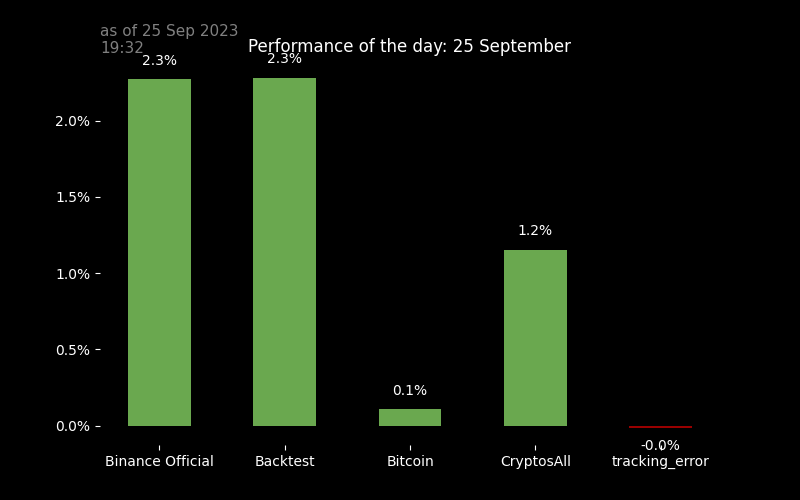 as of 25 Sep 2023
19:32
Performance of the day: 25 September
2.3%
2.3%
2.0%
1.5%
1.2%
1.0%
0.5%
0.1%
0.0%
-0.0%
Binance Official
Backtest
Bitcoin
CryptosAll
tracking_error